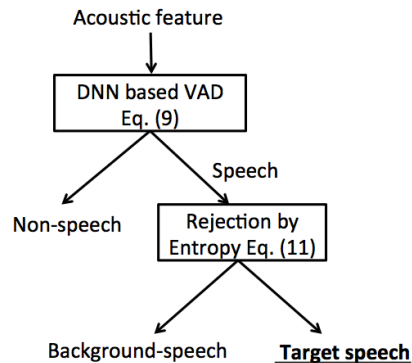 Acoustic feature
DNN based VAD
Eq. (9)
Speech
Non-speech
Rejection by
Entropy Eq. (11)
Background-speech
Target speech